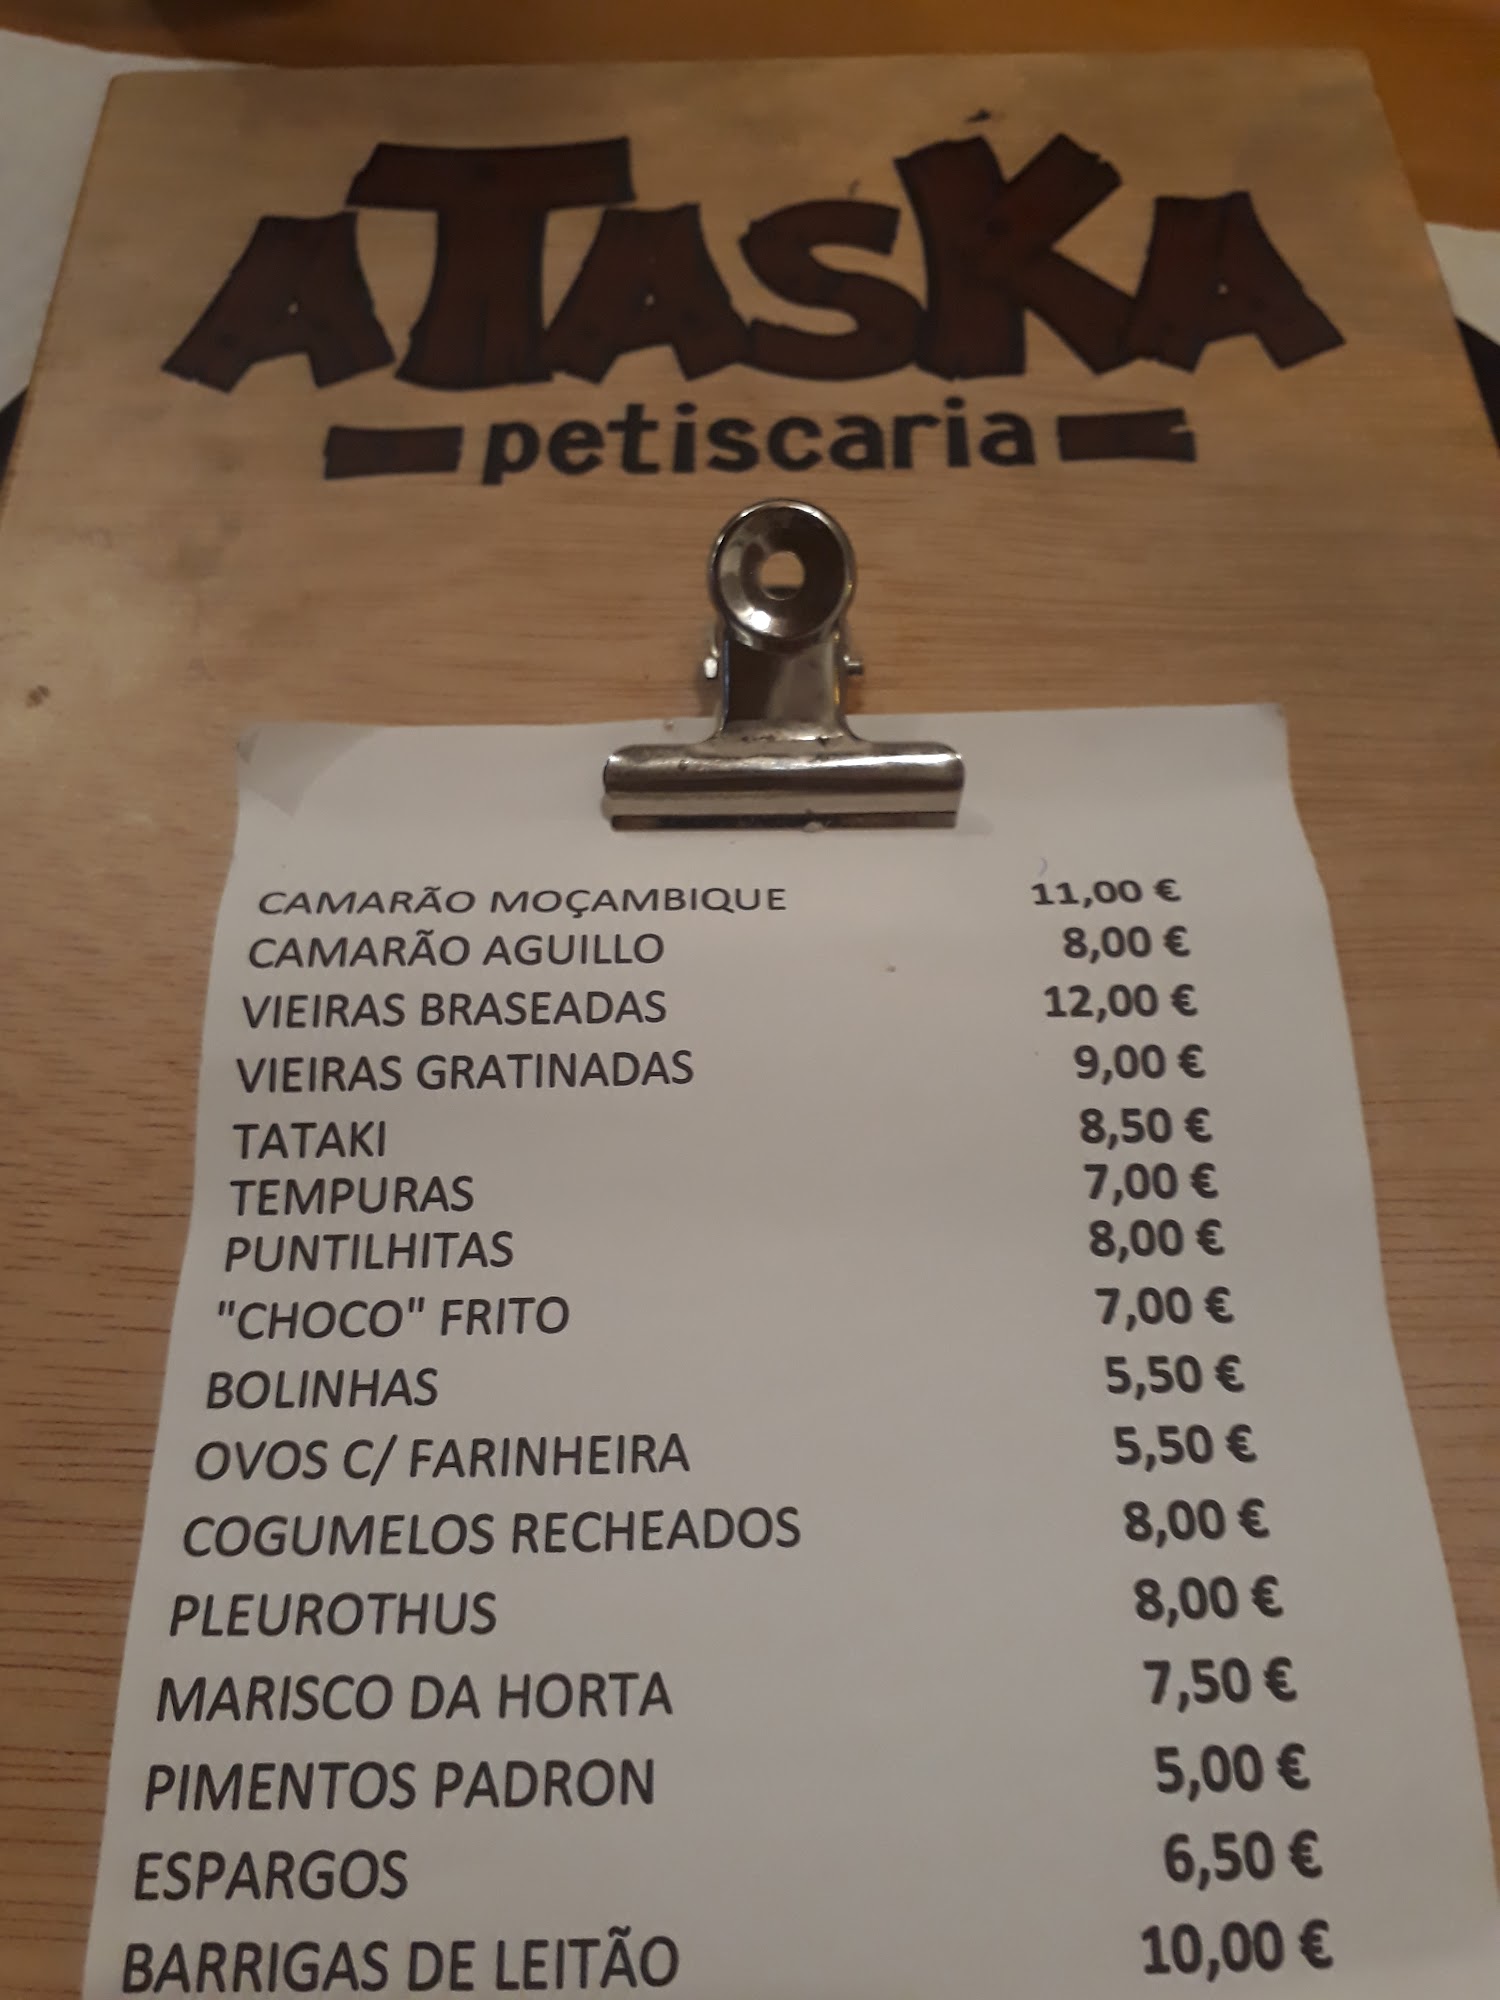 ATASKA
petiscaria
CAMARÃO MOÇAMBIQUE 11,00 €
CAMARÃO AGUILLO 8,00 €
VIEIRAS BRASEADAS 12,00 €
VIEIRAS GRATINADAS 9,00 €
TATAKI 8,50 €
TEMPURAS 7,00 €
PUNTILHITAS 8,00 €
"CHOCO" FRITO 7,00 €
BOLINHAS 5,50 €
OVOS C/ FARINHEIRA 5,50 €
COGUMELOS RECHEADOS 8,00 €
PLEUROTHUS 8,00 €
MARISCO DA HORTA 7,50 €
PIMENTOS PADRON 5,00 €
ESPARGOS 6,50 €
BARRIGAS DE LEITÃO 10,00 €